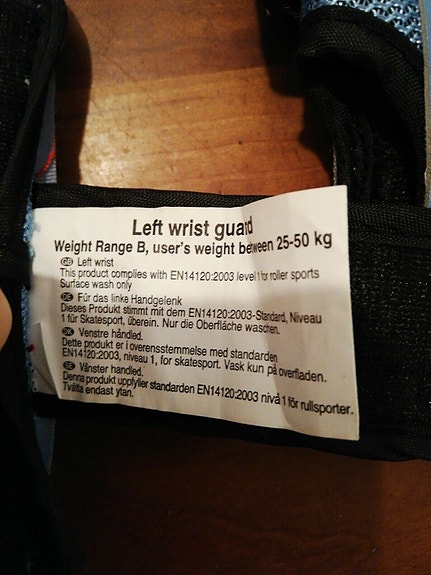 Left wrist guard
Weight Range B, user's weight between 25-50 kg
GB Left wrist
This product complies with EN14120:2003 level 1 for roller sports
Surface wash only
DE Für das linke Handgelenk
Dieses Produkt stimmt mit dem EN14120:2003-Standard, Niveau
1 für Skatesport, überein. Nur die Oberfläche waschen.
DK Venstre håndled.
Dette produkt er i overensstemmelse med standarden
EN14120:2003, niveau 1, for skatesport. Vask kun på overfladen.
SE Vänster handled.
Denna produkt uppfyller standarden EN14120:2003 nivå 1 för rullsporter.
Tvätta endast ytan.